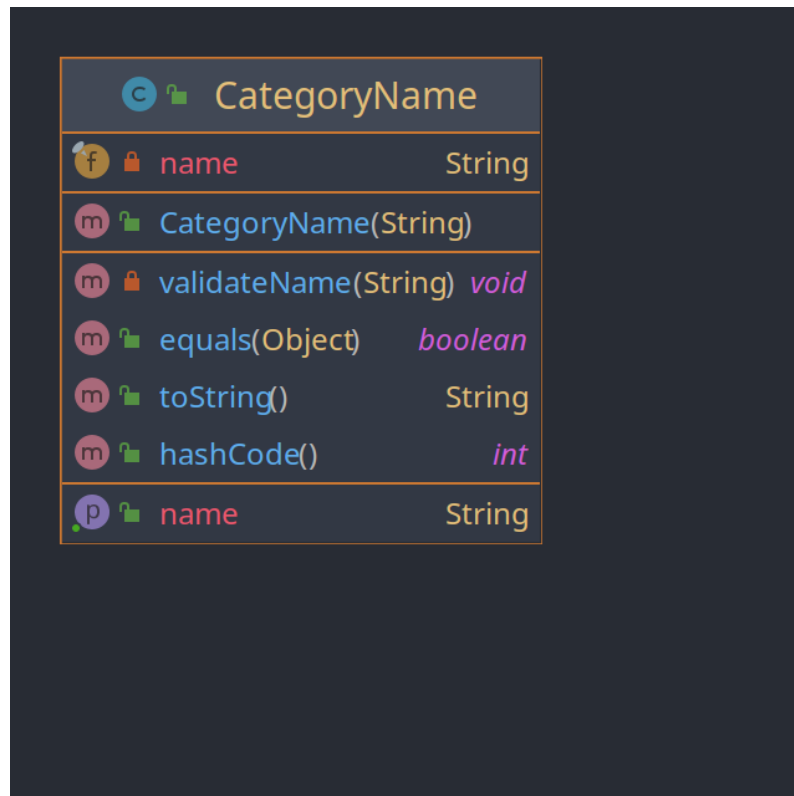 C CategoryName
f name String
m CategoryName(String)
m validateName(String) void
m equals(Object) boolean
m toString() String
m hashCode() int
p name String